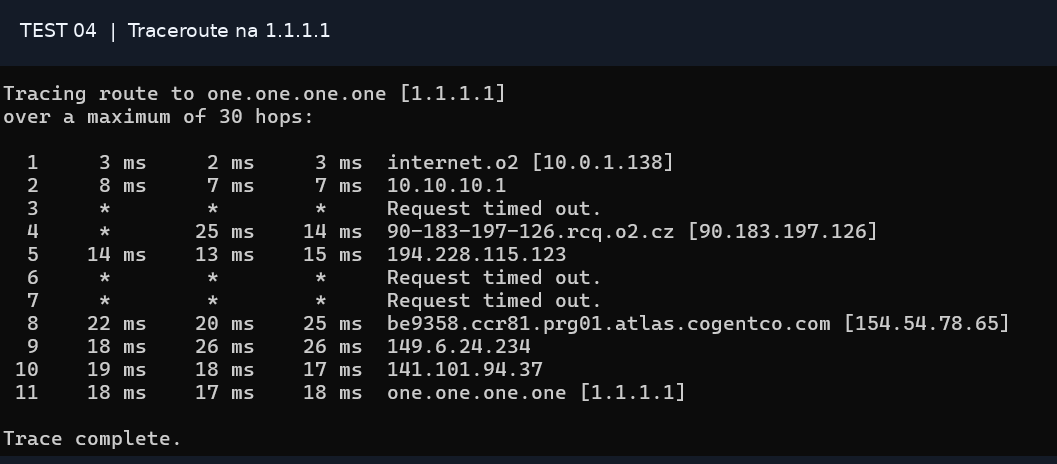 TEST 04 | Traceroute na 1.1.1.1
Tracing route to one.one.one.one [1.1.1.1]
over a maximum of 30 hops:
1 3 ms 2 ms 3 ms internet.o2 [10.0.1.138]
2 8 ms 7 ms 7 ms 10.10.10.1
3 * * * Request timed out.
4 * 25 ms 14 ms 90-183-197-126.rcq.o2.cz [90.183.197.126]
5 14 ms 13 ms 15 ms 194.228.115.123
6 * * * Request timed out.
7 * * * Request timed out.
8 22 ms 20 ms 25 ms be9358.ccr81.prg01.atlas.cogentco.com [154.54.78.65]
9 18 ms 26 ms 26 ms 149.6.24.234
10 19 ms 18 ms 17 ms 141.101.94.37
11 18 ms 17 ms 18 ms one.one.one.one [1.1.1.1]
Trace complete.